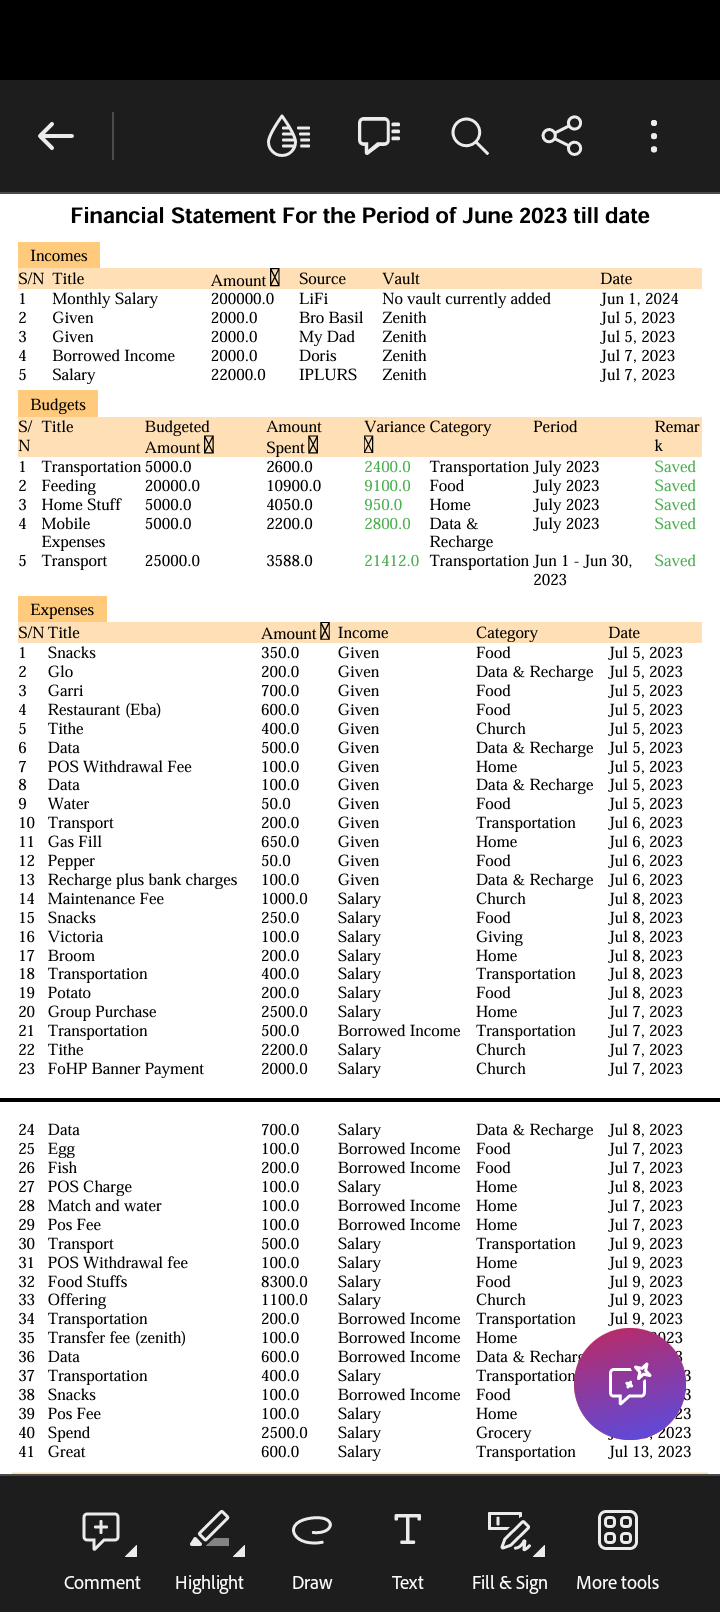 Financial Statement For the Period of June 2023 till date
Incomes
S/N Title Amount Source Vault Date
1 Monthly Salary 200000.0 LiFi No vault currently added Jun 1, 2024
2 Given 2000.0 Bro Basil Zenith Jul 5, 2023
3 Given 2000.0 My Dad Zenith Jul 5, 2023
4 Borrowed Income 2000.0 Doris Zenith Jul 7, 2023
5 Salary 22000.0 IPLURS Zenith Jul 7, 2023
Budgets
S/ Title Budgeted Amount Variance Category Period Remar
N Amount Spent k
1 Transportation 5000.0 2600.0 2400.0 Transportation July 2023 Saved
2 Feeding 20000.0 10900.0 9100.0 Food July 2023 Saved
3 Home Stuff 5000.0 4050.0 950.0 Home July 2023 Saved
4 Mobile 5000.0 2200.0 2800.0 Data & July 2023 Saved
Expenses Recharge
5 Transport 25000.0 3588.0 21412.0 Transportation Jun 1 - Jun 30, Saved
2023
Expenses
S/N Title Amount Income Category Date
1 Snacks 350.0 Given Food Jul 5, 2023
2 Glo 200.0 Given Data & Recharge Jul 5, 2023
3 Garri 700.0 Given Food Jul 5, 2023
4 Restaurant (Eba) 600.0 Given Food Jul 5, 2023
5 Tithe 400.0 Given Church Jul 5, 2023
6 Data 500.0 Given Data & Recharge Jul 5, 2023
7 POS Withdrawal Fee 100.0 Given Home Jul 5, 2023
8 Data 100.0 Given Data & Recharge Jul 5, 2023
9 Water 50.0 Given Food Jul 5, 2023
10 Transport 200.0 Given Transportation Jul 6, 2023
11 Gas Fill 650.0 Given Home Jul 6, 2023
12 Pepper 50.0 Given Food Jul 6, 2023
13 Recharge plus bank charges 100.0 Given Data & Recharge Jul 6, 2023
14 Maintenance Fee 1000.0 Salary Church Jul 8, 2023
15 Snacks 250.0 Salary Food Jul 8, 2023
16 Victoria 100.0 Salary Giving Jul 8, 2023
17 Broom 200.0 Salary Home Jul 8, 2023
18 Transportation 400.0 Salary Transportation Jul 8, 2023
19 Potato 200.0 Salary Food Jul 8, 2023
20 Group Purchase 2500.0 Salary Home Jul 7, 2023
21 Transportation 500.0 Borrowed Income Transportation Jul 7, 2023
22 Tithe 2200.0 Salary Church Jul 7, 2023
23 FoHP Banner Payment 2000.0 Salary Church Jul 7, 2023
24 Data 700.0 Salary Data & Recharge Jul 8, 2023
25 Egg 100.0 Borrowed Income Food Jul 7, 2023
26 Fish 200.0 Borrowed Income Food Jul 7, 2023
27 POS Charge 100.0 Salary Home Jul 8, 2023
28 Match and water 100.0 Borrowed Income Home Jul 7, 2023
29 Pos Fee 100.0 Borrowed Income Home Jul 7, 2023
30 Transport 500.0 Salary Transportation Jul 9, 2023
31 POS Withdrawal fee 100.0 Salary Home Jul 9, 2023
32 Food Stuffs 8300.0 Salary Food Jul 9, 2023
33 Offering 1100.0 Salary Church Jul 9, 2023
34 Transportation 200.0 Borrowed Income Transportation Jul 9, 2023
35 Transfer fee (zenith) 100.0 Borrowed Income Home
36 Data 600.0 Borrowed Income Data &
37 Transportation 400.0 Salary Transportation
38 Snacks 100.0 Borrowed Income Food
39 Pos Fee 100.0 Salary Home
40 Spend 2500.0 Salary Grocery 2023
41 Great 600.0 Salary Transportation Jul 13, 2023
Comment Highlight Draw Text Fill & Sign More tools